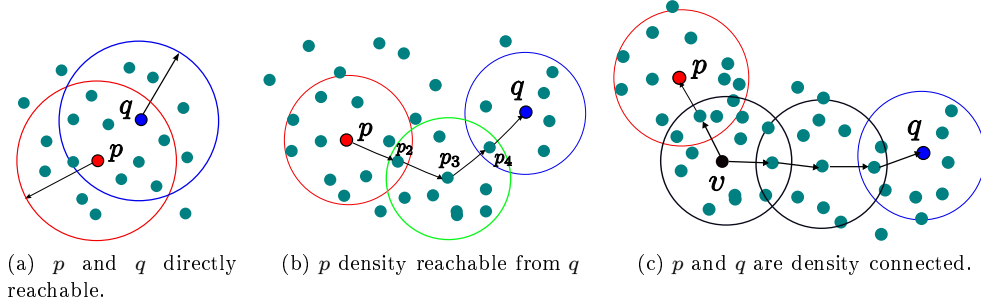 q
p
p
p2
p3
p4
q
p
v
q
(a) p and q directly
reachable.
(b) p density reachable from q
(c) p and q are density connected.